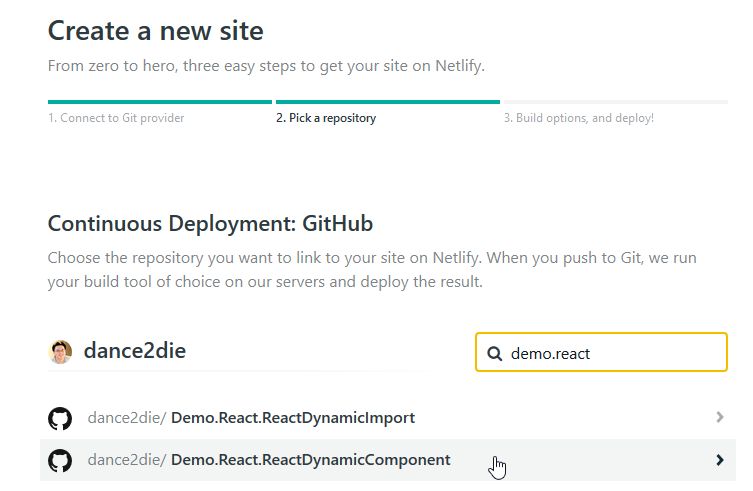 Create a new site
From zero to hero, three easy steps to get your site on Netlify.
1. Connect to Git provider
2. Pick a repository
3. Build options, and deploy!
Continuous Deployment: GitHub
Choose the repository you want to link to your site on Netlify. When you push to Git, we run
your build tool of choice on our servers and deploy the result.
dance2die
demo.react
dance2die/ Demo.React.ReactDynamicImport
dance2die/ Demo.React.ReactDynamicComponent